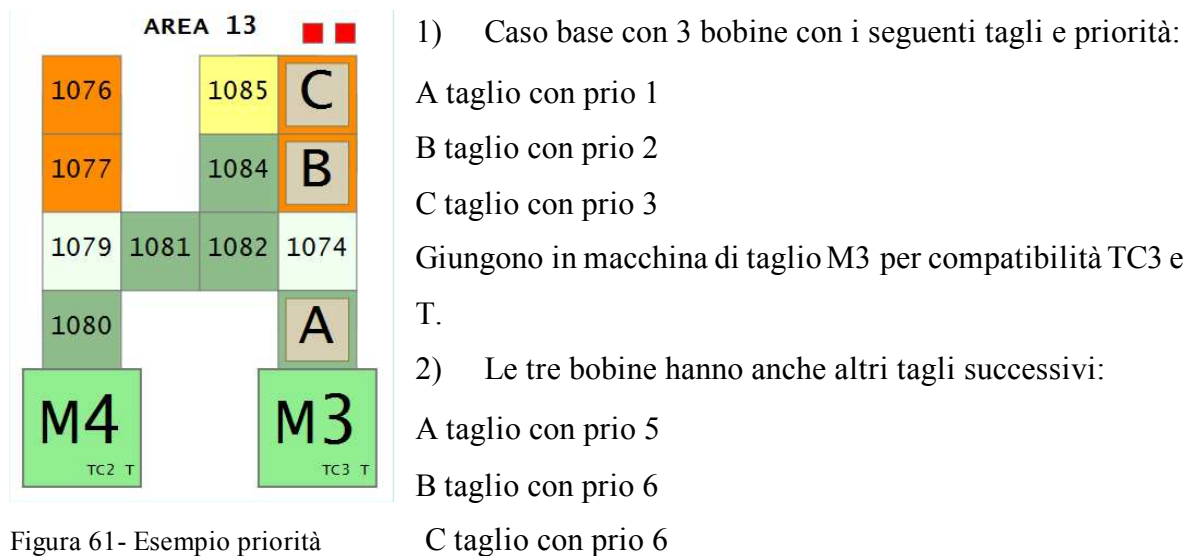 AREA 13
1076 1085 C
1077 1084 B
1079 1081 1082 1074
1080 A
M4 M3
TC2 T TC3 T
Figura 61- Esempio priorità
1) Caso base con 3 bobine con i seguenti tagli e priorità:
A taglio con prio 1
B taglio con prio 2
C taglio con prio 3
Giungono in macchina di taglio M3 per compatibilità TC3 e
T.
2) Le tre bobine hanno anche altri tagli successivi:
A taglio con prio 5
B taglio con prio 6
C taglio con prio 6